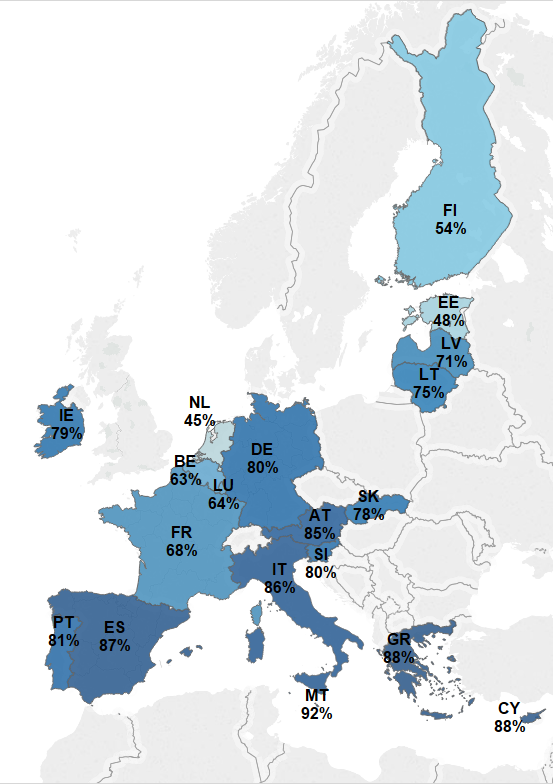 FI
54%
EE
48%
LV
71%
LT
75%
NL
45%
IE
79%
DE
80%
BE
63%
LU
64%
SK
78%
AT
85%
FR
68%
SI
80%
IT
86%
PT
81%
ES
87%
GR
88%
MT
92%
CY
88%